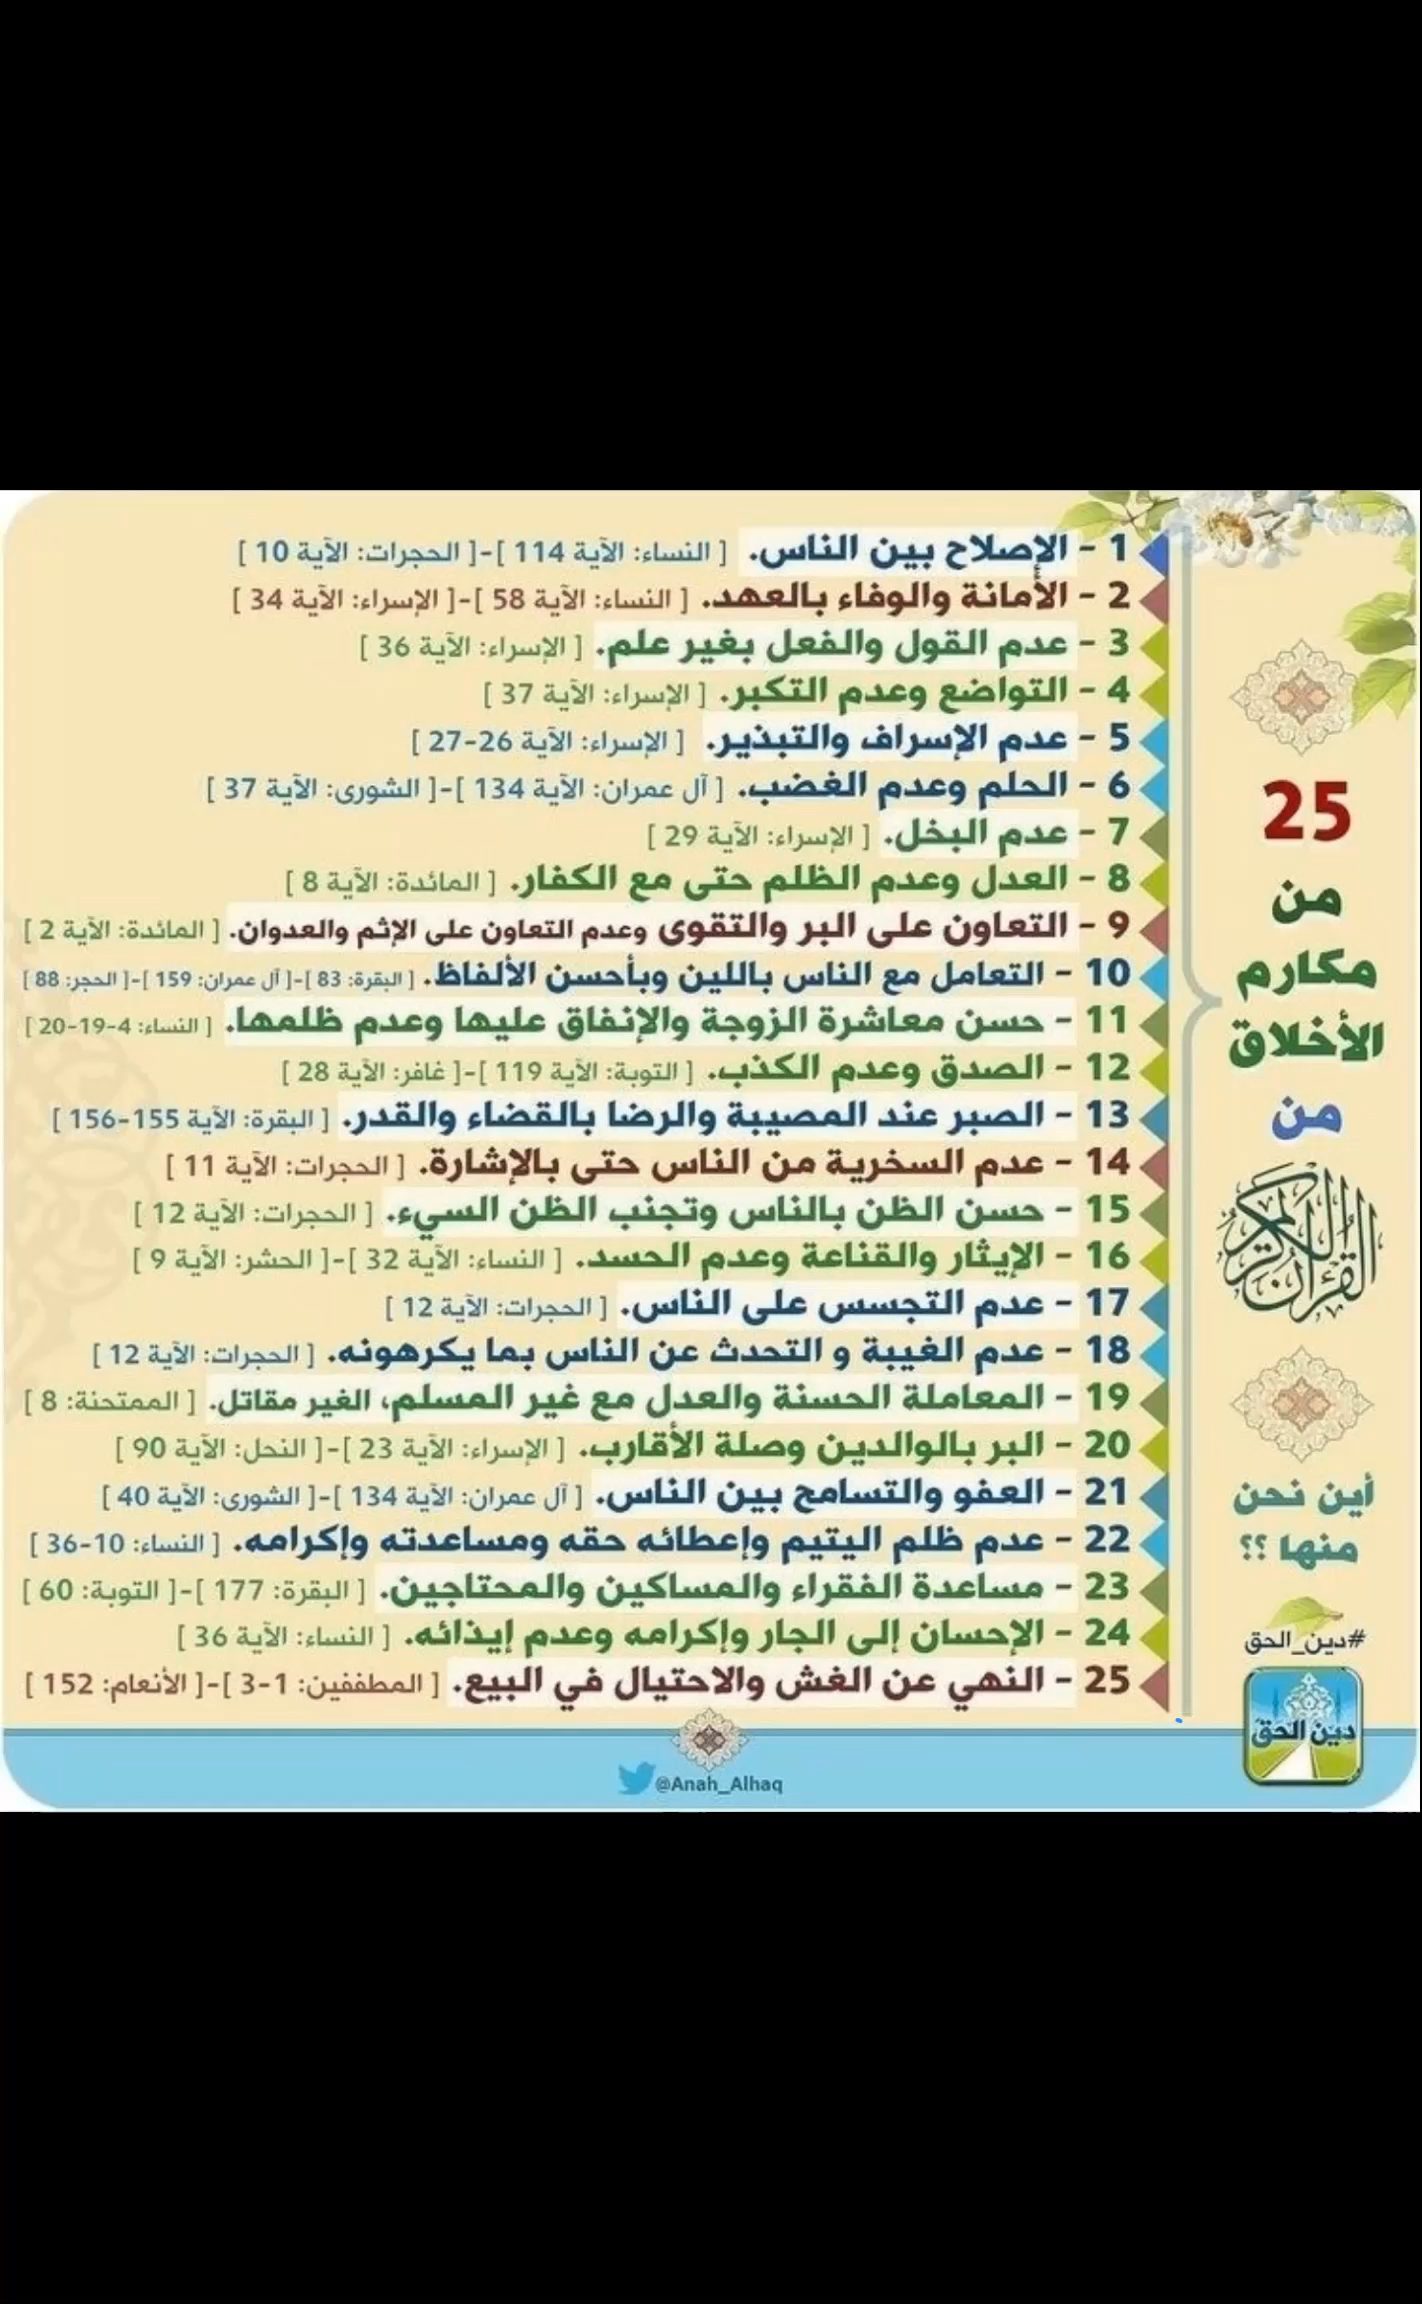 25
من
مكارم
الأخلاق
من
القرآن الكريم
أين نحن
منها ؟؟
#دين_الحق
دين الحق
1 - الإصلاح بين الناس. [ النساء: الآية 114 ]-[ الحجرات: الآية 10 ]
2 - الأمانة والوفاء بالعهد. [ النساء: الآية 58 ]-[ الإسراء: الآية 34 ]
3 - عدم القول والفعل بغير علم. [ الإسراء: الآية 36 ]
4 - التواضع وعدم التكبر. [ الإسراء: الآية 37 ]
5 - عدم الإسراف والتبذير. [ الإسراء: الآية 26-27 ]
6 - الحلم وعدم الغضب. [ آل عمران: الآية 134 ]-[ الشورى: الآية 37 ]
7 - عدم البخل. [ الإسراء: الآية 29 ]
8 - العدل وعدم الظلم حتى مع الكفار. [ المائدة: الآية 8 ]
9 - التعاون على البر والتقوى وعدم التعاون على الإثم والعدوان. [ المائدة: الآية 2 ]
10 - التعامل مع الناس باللين وبأحسن الألفاظ. [ البقرة: 83 ]-[ آل عمران: 159 ]-[ الحجر: 88 ]
11 - حسن معاشرة الزوجة والإنفاق عليها وعدم ظلمها. [ النساء: 4-19-20 ]
12 - الصدق وعدم الكذب. [ التوبة: الآية 119 ]-[ غافر: الآية 28 ]
13 - الصبر عند المصيبة والرضا بالقضاء والقدر. [ البقرة: الآية 155-156 ]
14 - عدم السخرية من الناس حتى بالإشارة. [ الحجرات: الآية 11 ]
15 - حسن الظن بالناس وتجنب الظن السيء. [ الحجرات: الآية 12 ]
16 - الإيثار والقناعة وعدم الحسد. [ النساء: الآية 32 ]-[ الحشر: الآية 9 ]
17 - عدم التجسس على الناس. [ الحجرات: الآية 12 ]
18 - عدم الغيبة و التحدث عن الناس بما يكرهونه. [ الحجرات: الآية 12 ]
19 - المعاملة الحسنة والعدل مع غير المسلم، الغير مقاتل. [ الممتحنة: 8 ]
20 - البر بالوالدين وصلة الأقارب. [ الإسراء: الآية 23 ]-[ النحل: الآية 90 ]
21 - العفو والتسامح بين الناس. [ آل عمران: الآية 134 ]-[ الشورى: الآية 40 ]
22 - عدم ظلم اليتيم وإعطائه حقه ومساعدته وإكرامه. [ النساء: 10-36 ]
23 - مساعدة الفقراء والمساكين والمحتاجين. [ البقرة: 177 ]-[ التوبة: 60 ]
24 - الإحسان إلى الجار وإكرامه وعدم إيذائه. [ النساء: الآية 36 ]
25 - النهي عن الغش والاحتيال في البيع. [ المطففين: 1-3 ]-[ الأنعام: 152 ]
@Anah_Alhaq